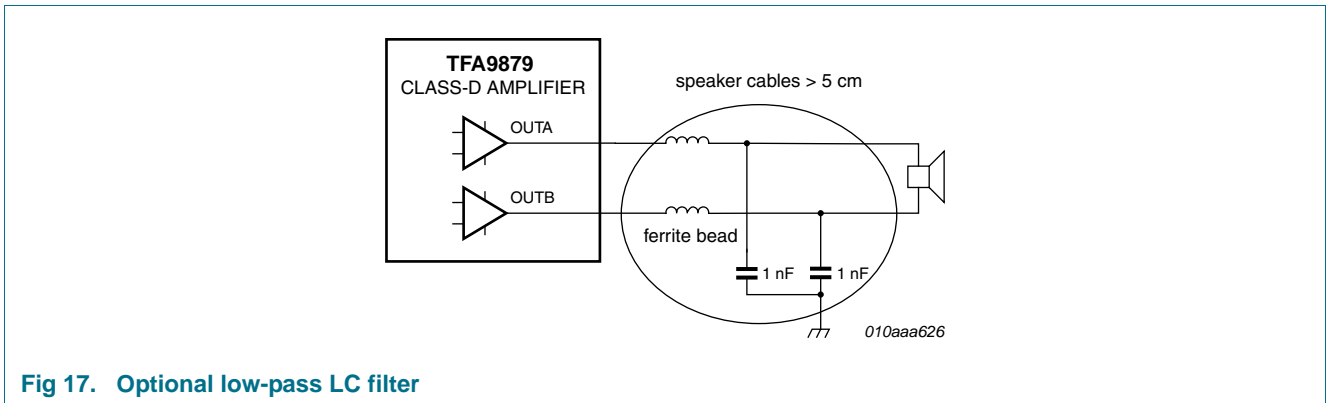 TFA9879
CLASS-D AMPLIFIER
speaker cables > 5 cm
OUTA
OUTB
ferrite bead
1 nF
1 nF
010aaa626
Fig 17. Optional low-pass LC filter